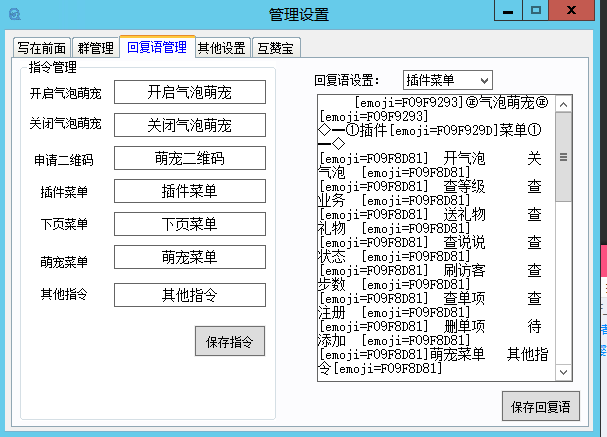 管理设置
写在前面 群管理 回复语管理 其他设置 互赞宝
指令管理
开启气泡萌宠 开启气泡萌宠
关闭气泡萌宠 关闭气泡萌宠
申请二维码 萌宠二维码
插件菜单 插件菜单
下页菜单 下页菜单
萌宠菜单 萌宠菜单
其他指令 其他指令
保存指令
回复语设置： 插件菜单
[emoji=F09F9293]㊣气泡萌宠㊣
[emoji=F09F9293]
◇━①插件[emoji=F09F929D]菜单①
━◇
[emoji=F09F8D81] 开气泡 关
气泡 [emoji=F09F8D81]
[emoji=F09F8D81] 查等级 查
业务 [emoji=F09F8D81]
[emoji=F09F8D81] 送礼物 查
礼物 [emoji=F09F8D81]
[emoji=F09F8D81] 查说说 查
状态 [emoji=F09F8D81]
[emoji=F09F8D81] 刷访客 查
步数 [emoji=F09F8D81]
[emoji=F09F8D81] 查单项 查
注册 [emoji=F09F8D81]
[emoji=F09F8D81] 删单项 待
添加 [emoji=F09F8D81]
[emoji=F09F8D81]萌宠菜单 其他指
令[emoji=F09F8D81]
保存回复语